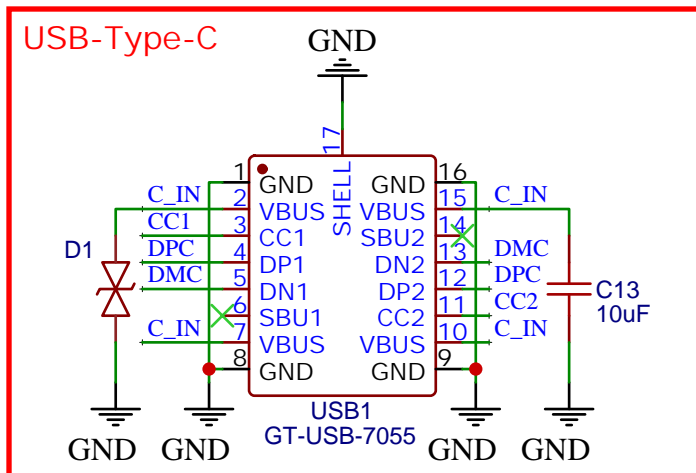 USB-Type-C
GND
17
SHELL
1 GND GND 16
C_IN 2 VBUS VBUS 15 C_IN
CC1 3 CC1 SBU2 14
DPC 4 DP1 DN2 13 DMC
DMC 5 DN1 DP2 12 DPC
6 SBU1 CC2 11 CC2
C_IN 7 VBUS VBUS 10 C_IN
8 GND GND 9
D1
C13
10uF
USB1
GT-USB-7055
GND GND GND GND